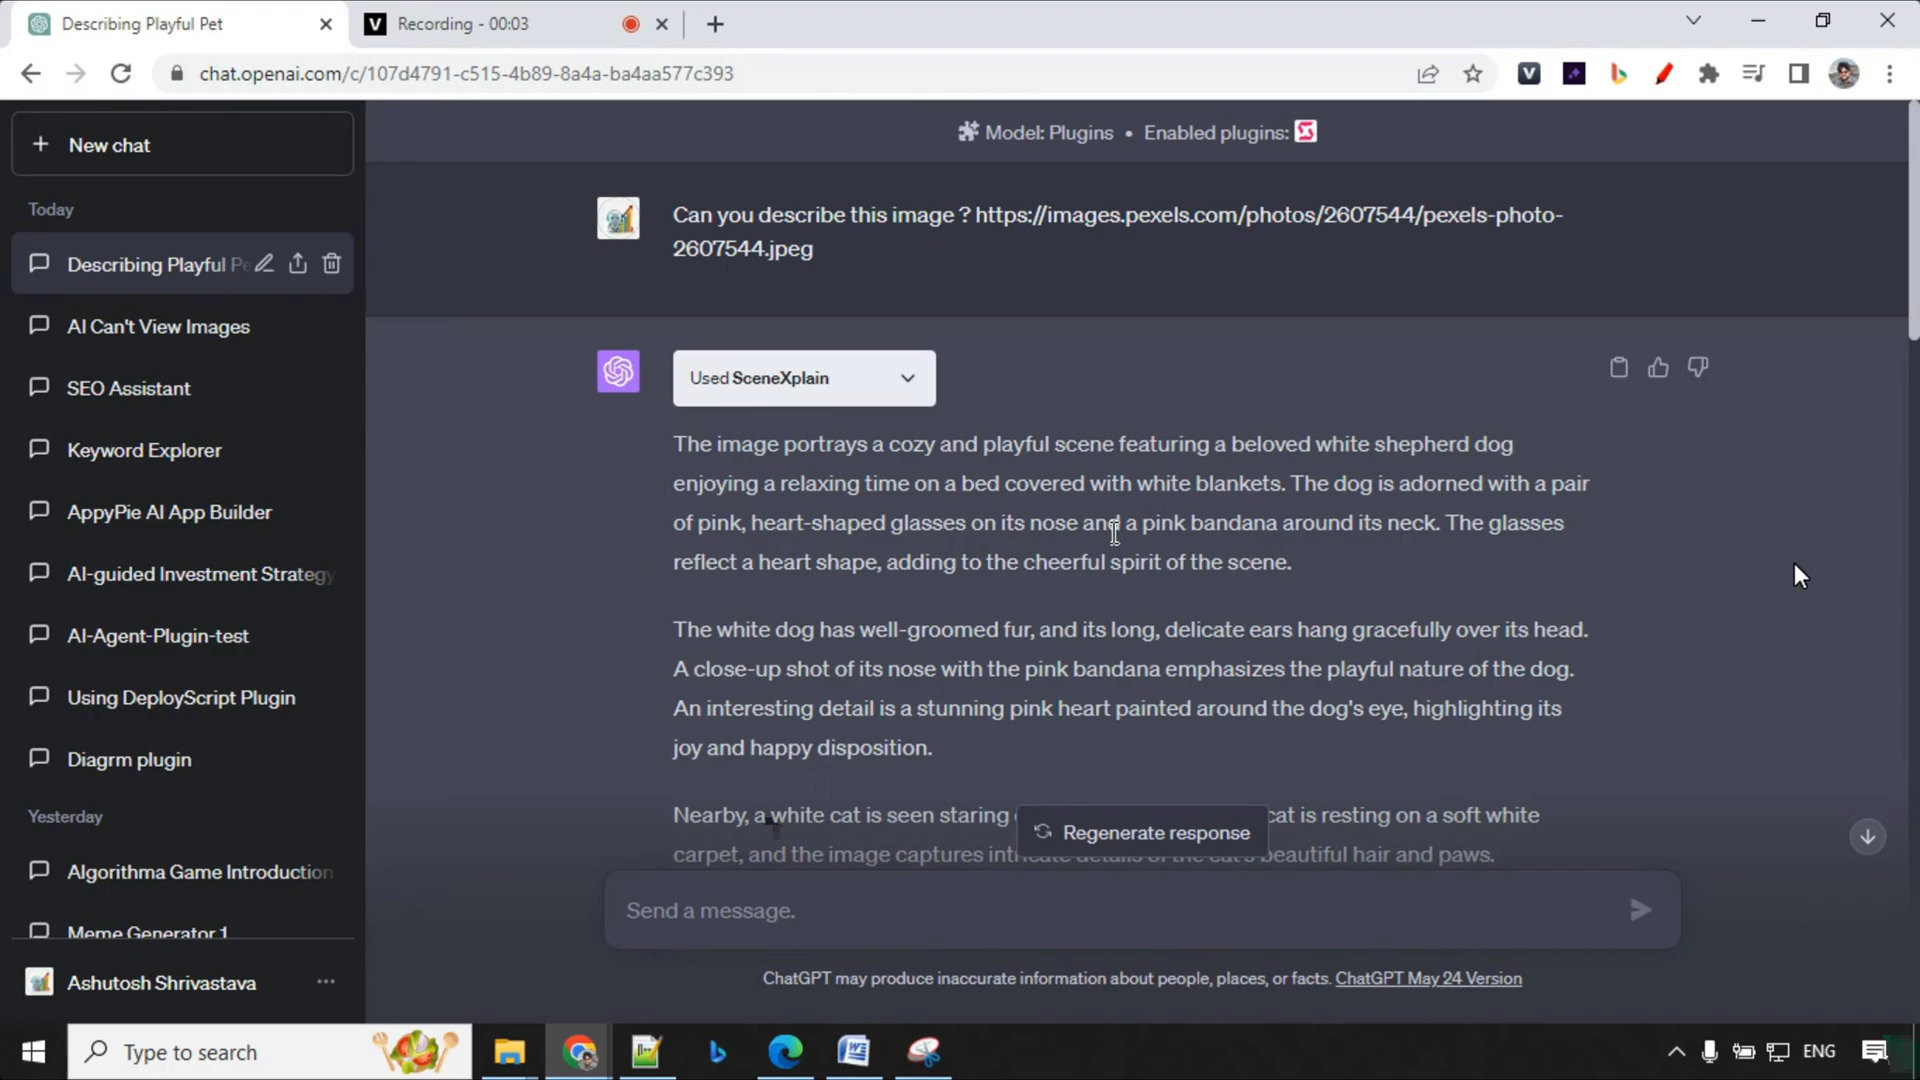 Describing Playful Pet
Recording - 00:03
chat.openai.com/c/107d4791-c515-4b89-8a4a-ba4aa577c393
New chat
Model: Plugins • Enabled plugins:
Today
Can you describe this image ? https://images.pexels.com/photos/2607544/pexels-photo-
2607544.jpeg
Describing Playful
AI Can't View Images
SEO Assistant
Used SceneXplain
Keyword Explorer
The image portrays a cozy and playful scene featuring a beloved white shepherd dog
enjoying a relaxing time on a bed covered with white blankets. The dog is adorned with a pair
of pink, heart-shaped glasses on its nose and a pink bandana around its neck. The glasses
reflect a heart shape, adding to the cheerful spirit of the scene.
AppyPie AI App Builder
AI-guided Investment Strategy
AI-Agent-Plugin-test
The white dog has well-groomed fur, and its long, delicate ears hang gracefully over its head.
A close-up shot of its nose with the pink bandana emphasizes the playful nature of the dog.
An interesting detail is a stunning pink heart painted around the dog's eye, highlighting its
joy and happy disposition.
Using DeployScript Plugin
Diagrm plugin
Yesterday
Nearby, a white cat is seen staring
cat is resting on a soft white
Regenerate response
carpet, and the image captures
beautiful hair and paws.
Algorithma Game Introduction
Meme Generator 1
Send a message.
Ashutosh Shrivastava
ChatGPT may produce inaccurate information about people, places, or facts. ChatGPT May 24 Version
Type to search
ENG